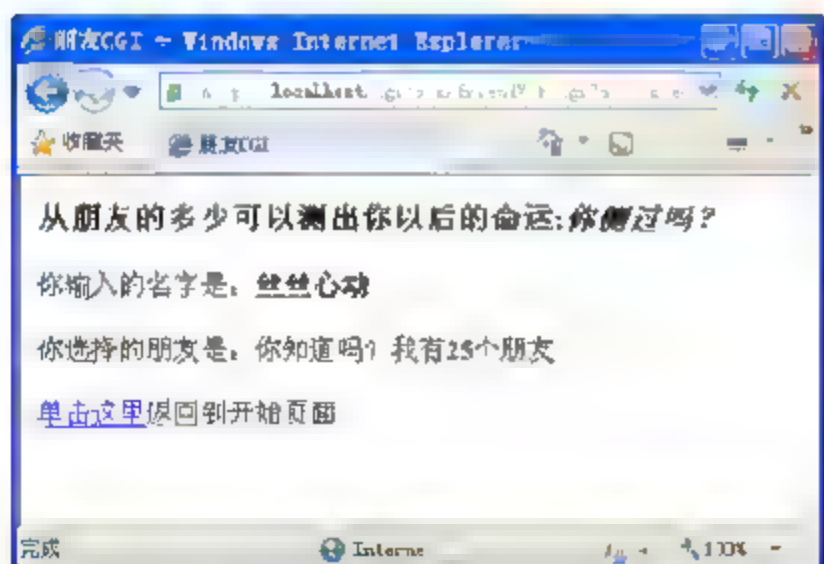 朋友CGI - Windows Internet Explorer
localhost
收藏夹 朋友CGI
从朋友的多少可以测出你以后的命运:你侧过吗?
你输入的名字是: 丝丝心动
你选择的朋友是: 你知道吗? 我有25个朋友
单击这里返回到开始页面
完成 Interne 100%